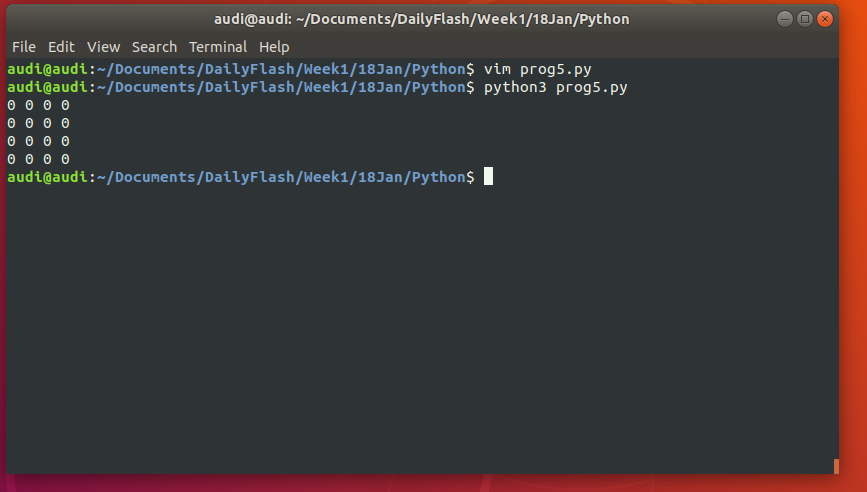 audi@audi: ~/Documents/DailyFlash/Week1/18Jan/Python
File Edit View Search Terminal Help
audi@audi:~/Documents/DailyFlash/Week1/18Jan/Python$ vim prog5.py
audi@audi:~/Documents/DailyFlash/Week1/18Jan/Python$ python3 prog5.py
0 0 0 0
0 0 0 0
0 0 0 0
0 0 0 0
audi@audi:~/Documents/DailyFlash/Week1/18Jan/Python$